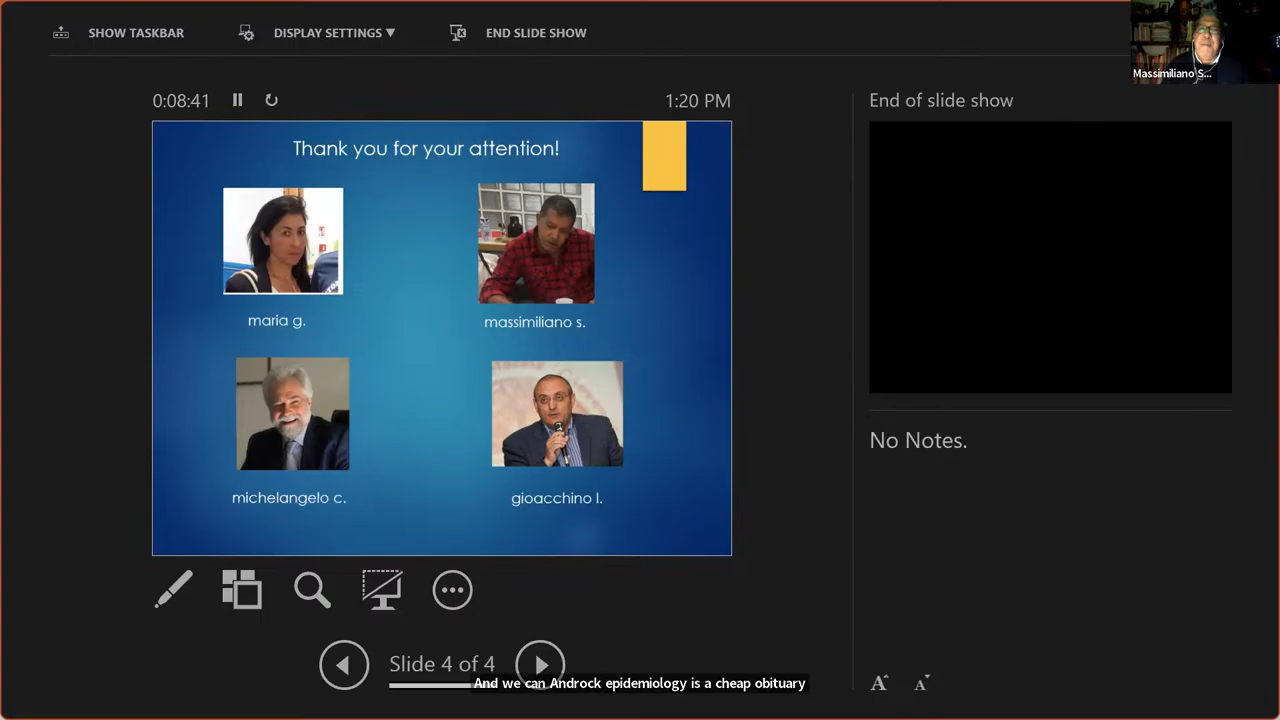 SHOW TASKBAR
DISPLAY SETTINGS ▼
END SLIDE SHOW
Massimiliano S...
0:08:41
1:20 PM
End of slide show
Thank you for your attention!
maria g.
massimiliano s.
michelangelo c.
gioacchino l.
No Notes.
Slide 4 of 4
And we can Androck epidemiology is a cheap obituary
A A